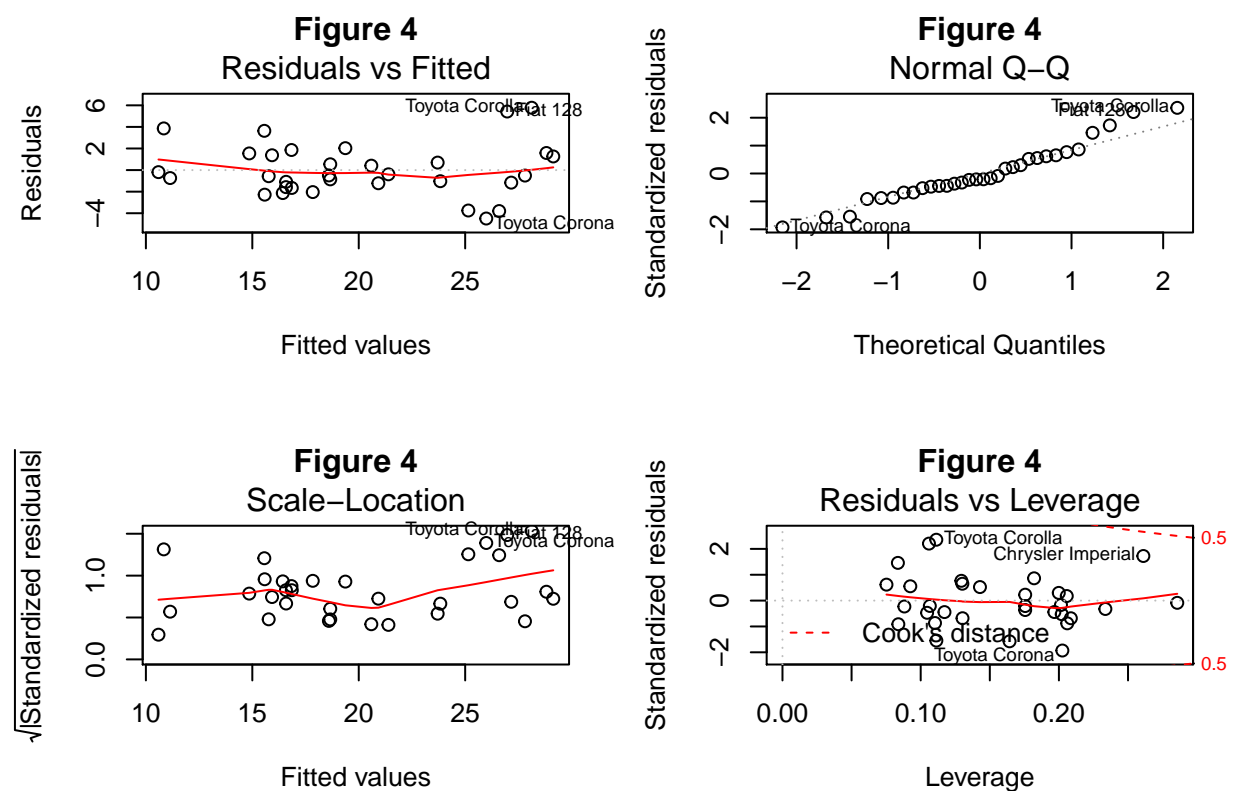 Figure 4
Residuals vs Fitted
Residuals
6
2
−4
Toyota Corolla
Fiat 128
Toyota Corona
10 15 20 25
Fitted values
Figure 4
Normal Q−Q
Standardized residuals
2
0
−2
Toyota Corolla
Fiat 128
Toyota Corona
−2 −1 0 1 2
Theoretical Quantiles
Figure 4
Scale−Location
√|Standardized residuals|
1.0
0.0
Toyota Corolla
Fiat 128
Toyota Corona
10 15 20 25
Fitted values
Figure 4
Residuals vs Leverage
Standardized residuals
2
0
−2
Toyota Corolla
Chrysler Imperial
0.5
Cook's distance
Toyota Corona
0.5
0.00 0.10 0.20
Leverage